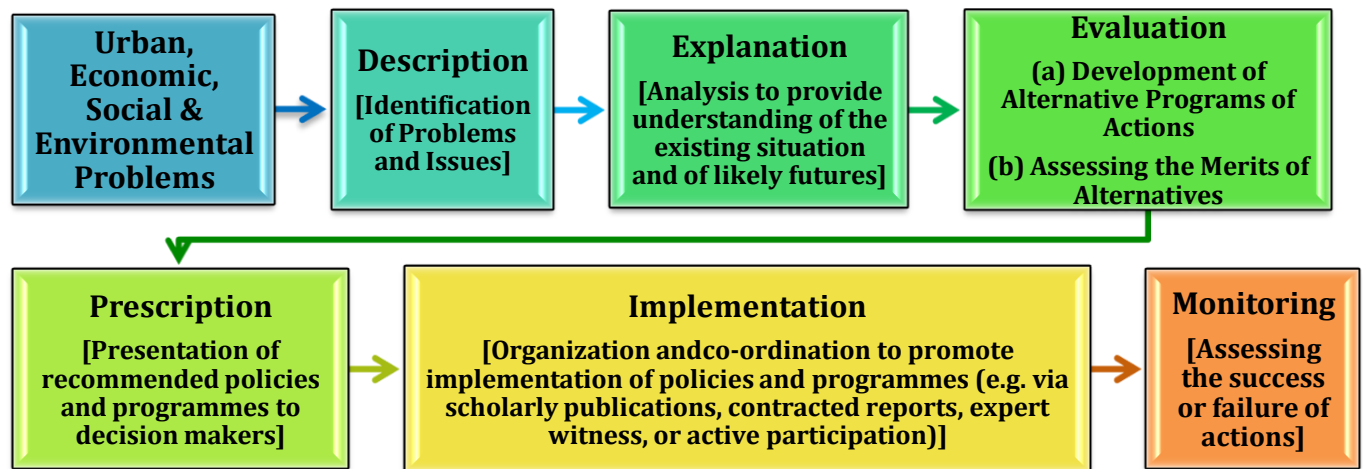 Urban,
Economic,
Social &
Environmental
Problems
Description
[Identification
of Problems
and Issues]
Explanation
[Analysis to provide
understanding of the
existing situation
and of likely futures]
Evaluation
(a) Development of
Alternative Programs of
Actions
(b) Assessing the Merits of
Alternatives
Prescription
[Presentation of
recommended policies
and programmes to
decision makers]
Implementation
[Organization andco-ordination to promote
implementation of policies and programmes (e.g. via
scholarly publications, contracted reports, expert
witness, or active participation)]
Monitoring
[Assessing
the success
or failure of
actions]